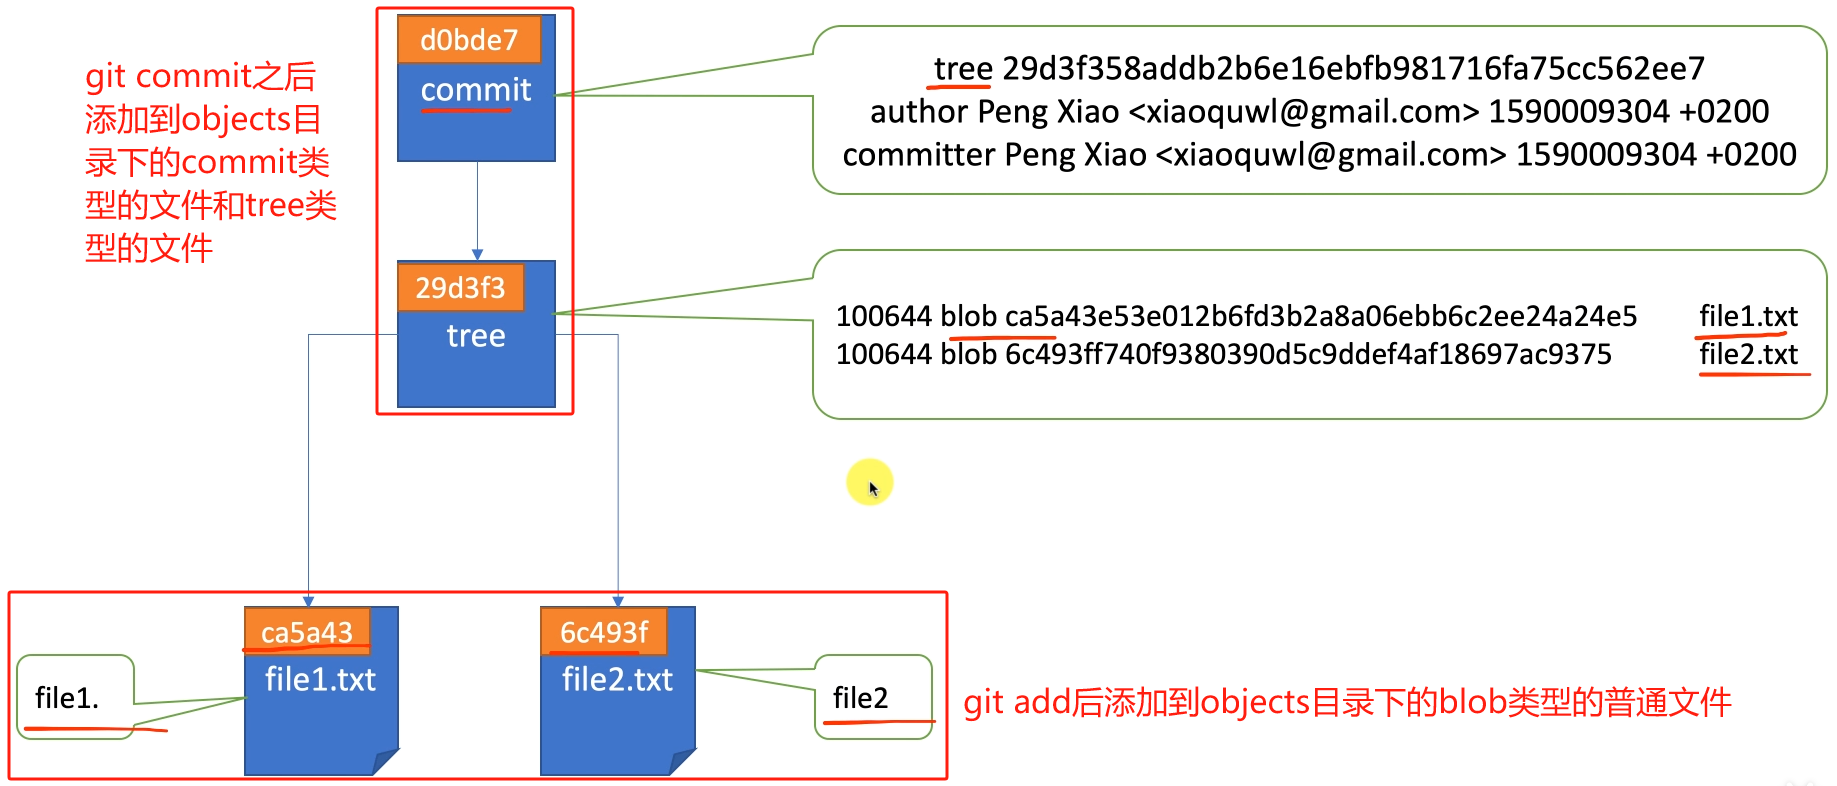 d0bde7
commit
git commit之后
添加到objects目
录下的commit类
型的文件和tree类
型的文件
tree 29d3f358addb2b6e16ebfb981716fa75cc562ee7
author Peng Xiao <xiaoquwl@gmail.com> 1590009304 +0200
committer Peng Xiao <xiaoquwl@gmail.com> 1590009304 +0200
29d3f3
tree
100644 blob ca5a43e53e012b6fd3b2a8a06ebb6c2ee24a24e5 file1.txt
100644 blob 6c493ff740f9380390d5c9ddef4af18697ac9375 file2.txt
file1.
ca5a43
file1.txt
6c493f
file2.txt
file2
git add后添加到objects目录下的blob类型的普通文件